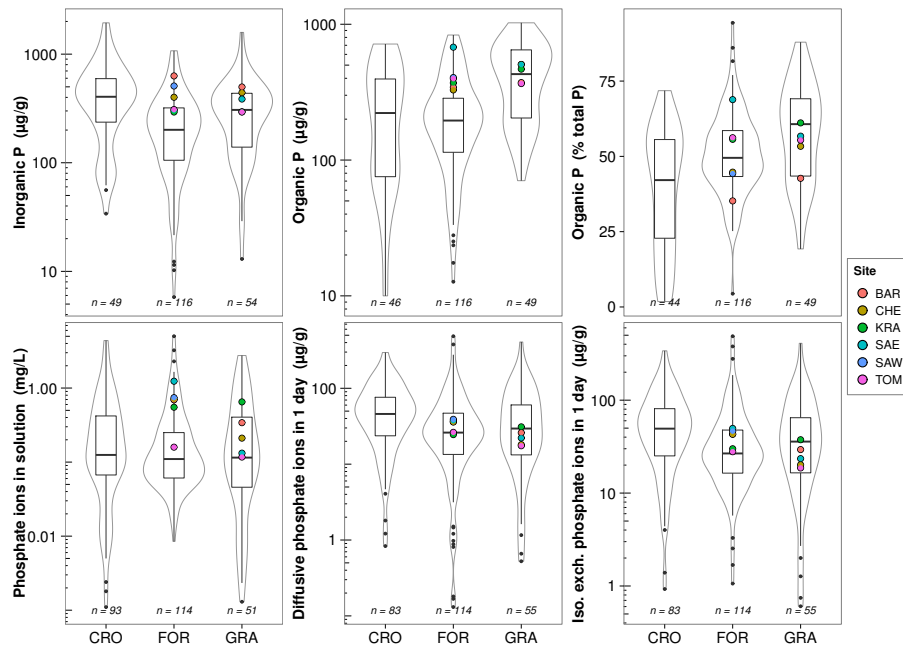 Inorganic P (µg/g)
1000
100
10
n = 49
n = 116
n = 54
Organic P (µg/g)
1000
100
10
n = 46
n = 116
n = 49
Organic P (% total P)
75
50
25
0
n = 44
n = 116
n = 49
Site
BAR
CHE
KRA
SAE
SAW
TOM
Phosphate ions in solution (mg/L)
1.00
0.01
n = 93
n = 114
n = 51
CRO
FOR
GRA
Diffusive phosphate ions in 1 day (µg/g)
100
1
n = 83
n = 114
n = 55
CRO
FOR
GRA
Iso. exch. phosphate ions in 1 day (µg/g)
100
10
1
n = 83
n = 114
n = 55
CRO
FOR
GRA